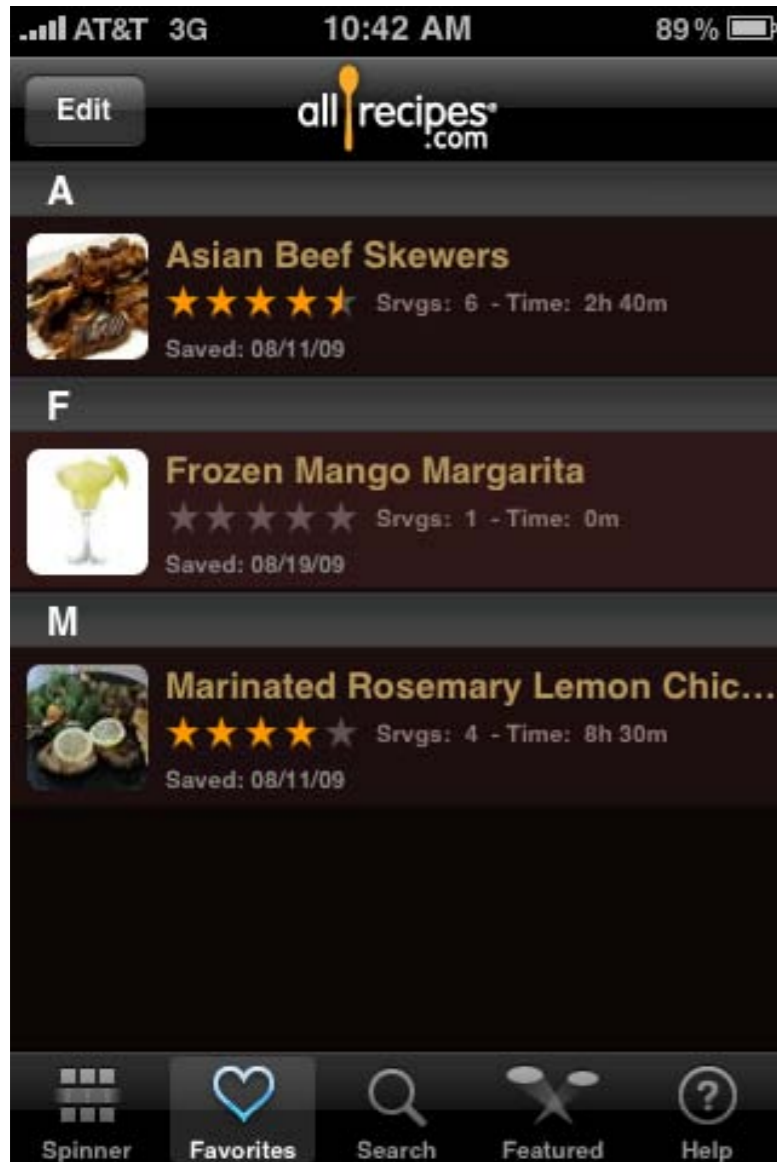 AT&T 3G 10:42 AM 89%
Edit
all recipes®
.com
A
Asian Beef Skewers
Srvgs: 6 - Time: 2h 40m
Saved: 08/11/09
F
Frozen Mango Margarita
Srvgs: 1 - Time: 0m
Saved: 08/19/09
M
Marinated Rosemary Lemon Chic...
Srvgs: 4 - Time: 8h 30m
Saved: 08/11/09
Spinner Favorites Search Featured Help